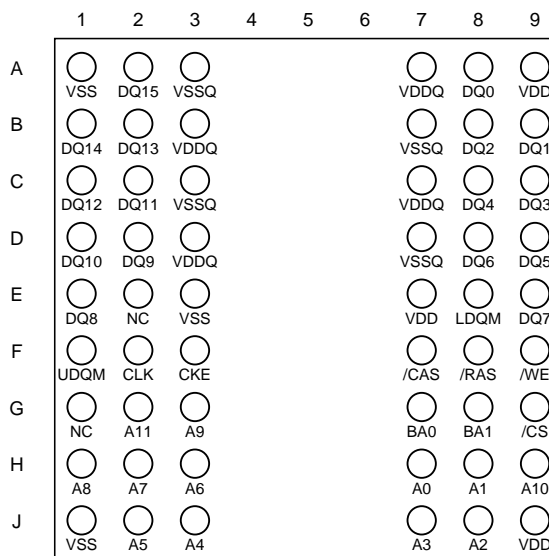 1 2 3 4 5 6 7 8 9
A
VSS DQ15 VSSQ VDDQ DQ0 VDD
B
DQ14 DQ13 VDDQ VSSQ DQ2 DQ1
C
DQ12 DQ11 VSSQ VDDQ DQ4 DQ3
D
DQ10 DQ9 VDDQ VSSQ DQ6 DQ5
E
DQ8 NC VSS VDD LDQM DQ7
F
UDQM CLK CKE /CAS /RAS /WE
G
NC A11 A9 BA0 BA1 /CS
H
A8 A7 A6 A0 A1 A10
J
VSS A5 A4 A3 A2 VDD